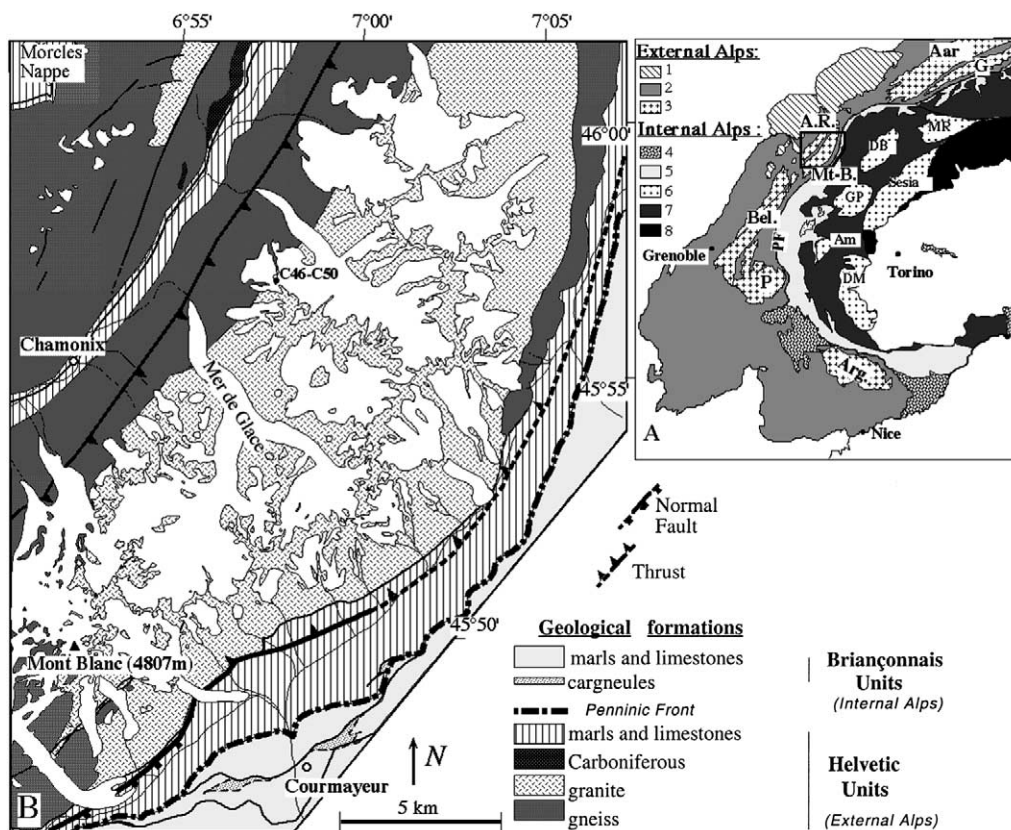 6°55'
7°00'
7°05'
Morcles
Nappe
46°00'
C46-C50
Chamonix
Mer de Glace
45°55'
45°50'
Mont Blanc (4807m)
Courmayeur
N
5 km
B
External Alps:
1
2
3
Internal Alps :
4
5
6
7
8
Aar
G
A.R.
MR
DB
Mt-B.
Sesia
GP
Bel.
PF
Am
Grenoble
Torino
P
DM
Arg
Nice
A
Normal
Fault
Thrust
Geological formations
marls and limestones
cargneules
Penninic Front
marls and limestones
Carboniferous
granite
gneiss
Briançonnais
Units
(Internal Alps)
Helvetic
Units
(External Alps)